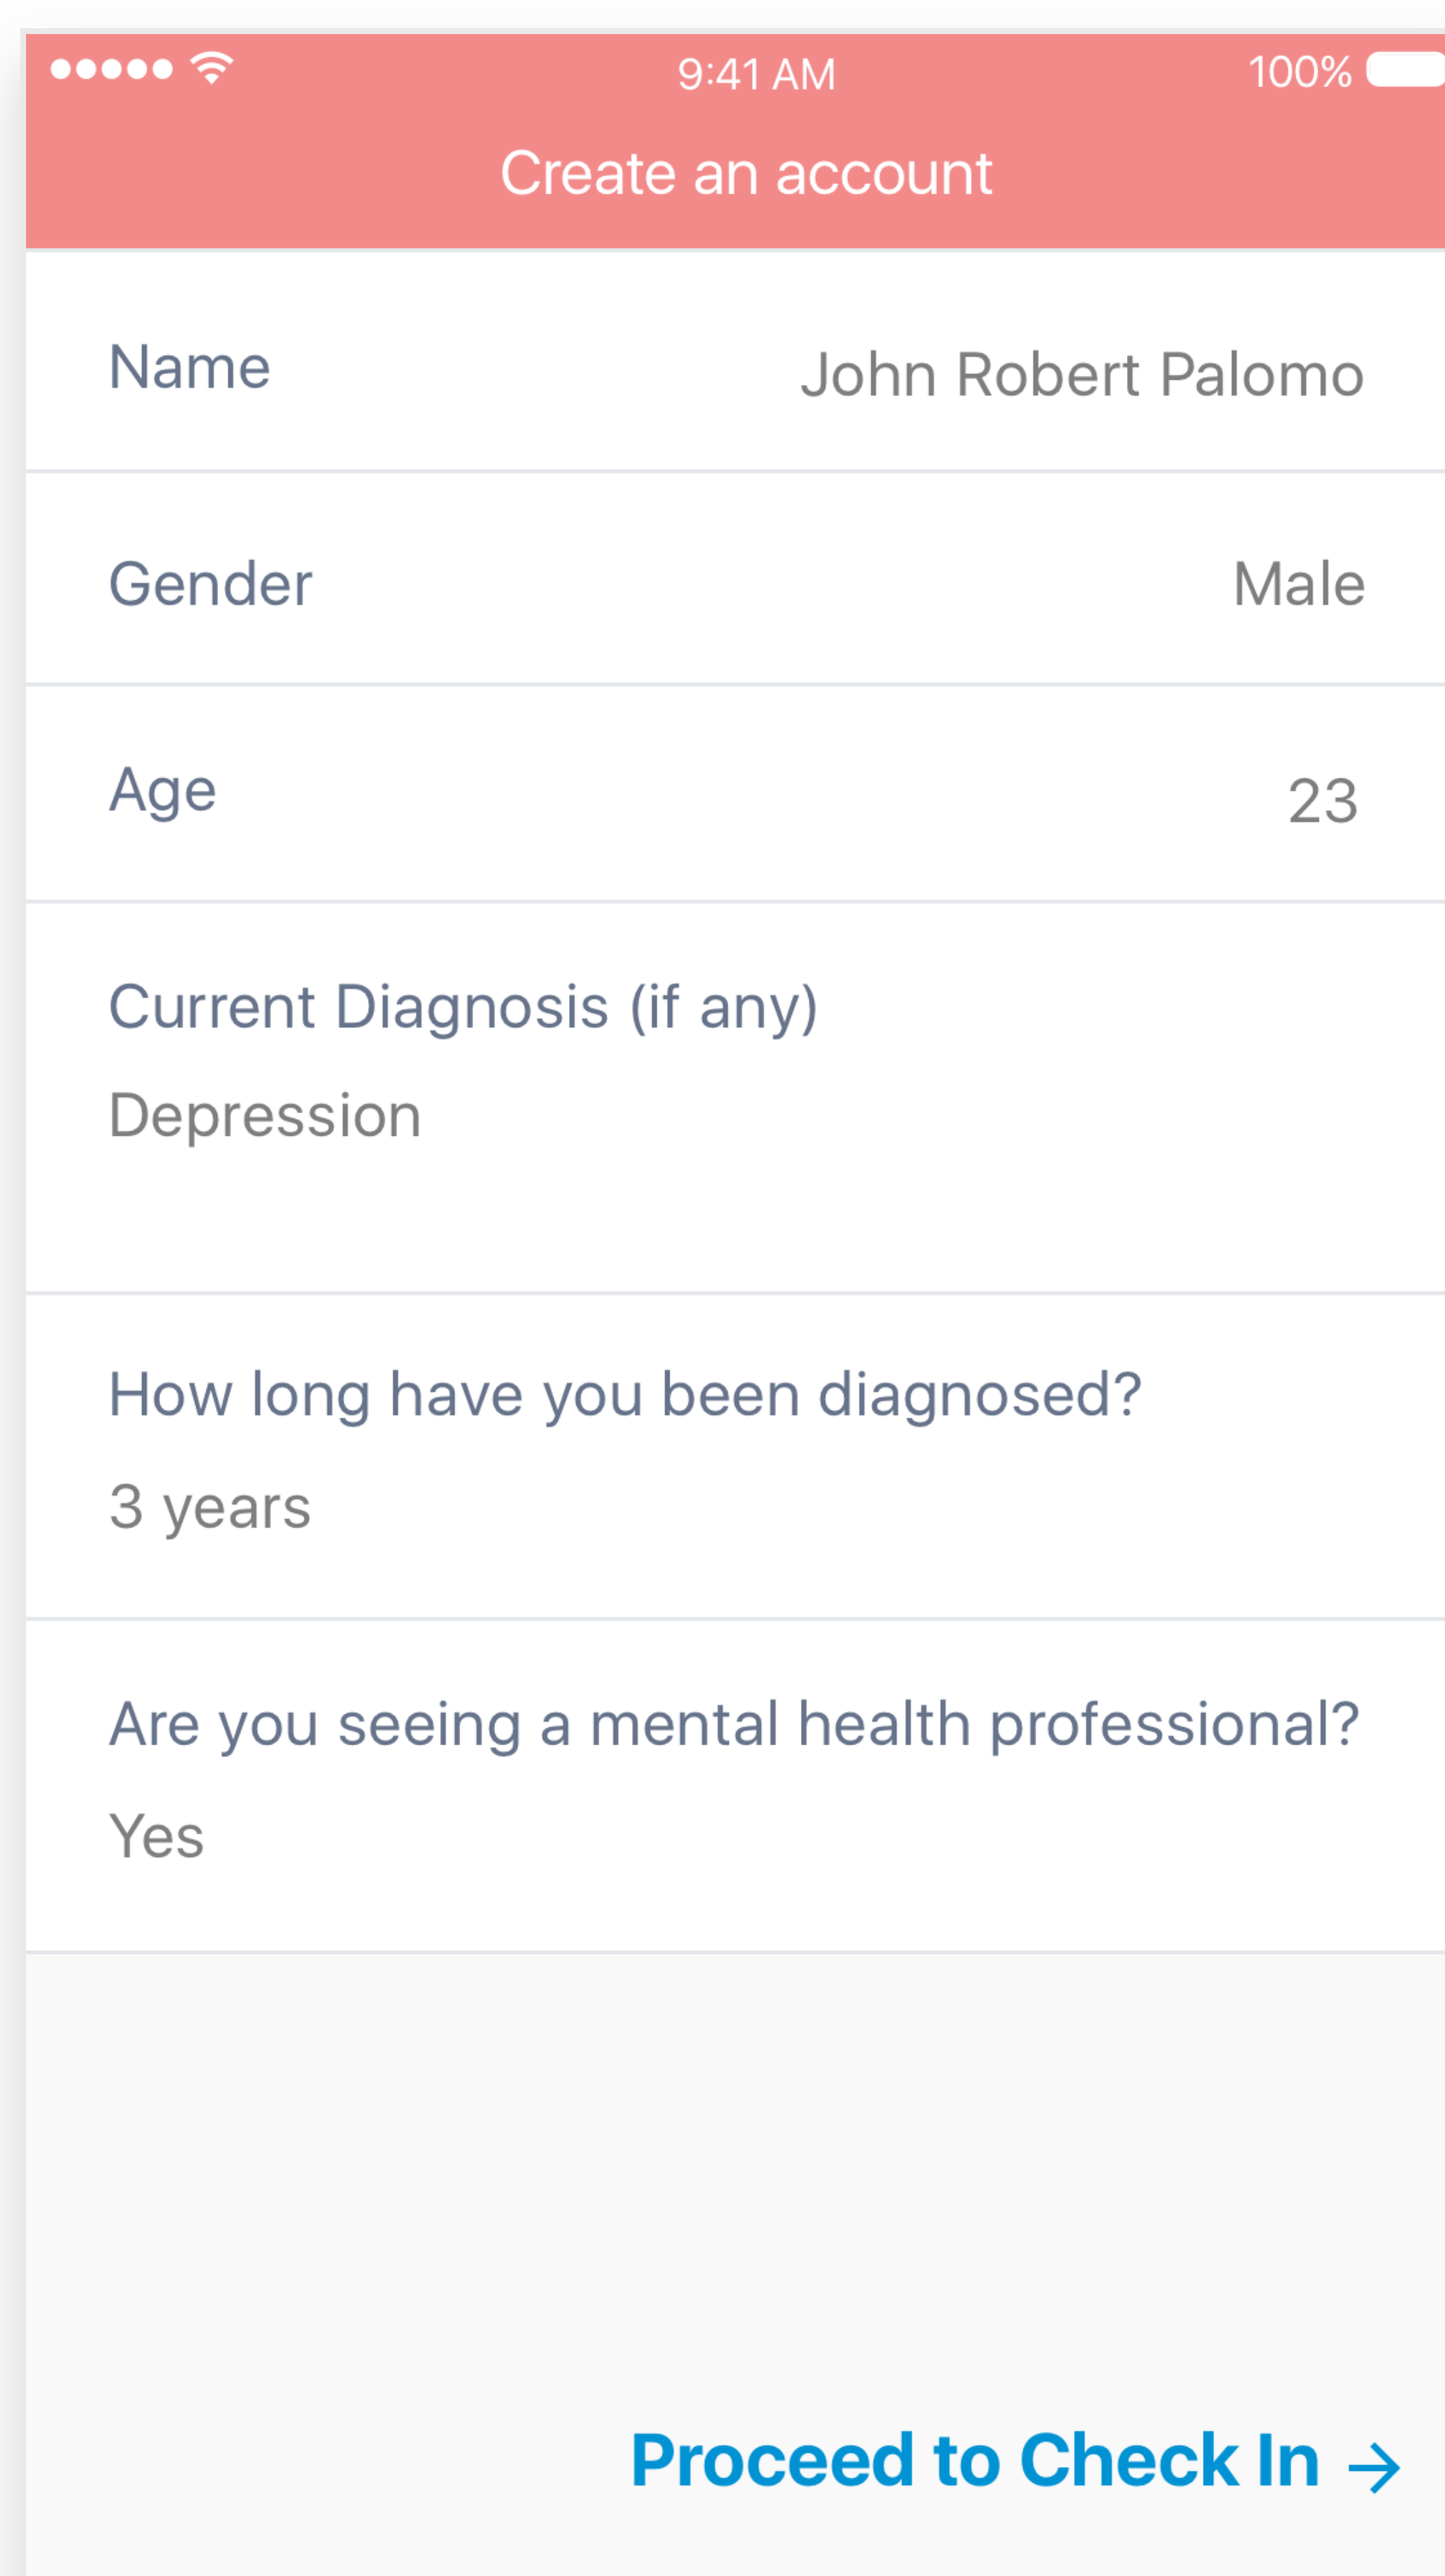 9:41 AM 100%
Create an account
Name John Robert Palomo
Gender Male
Age 23
Current Diagnosis (if any)
Depression
How long have you been diagnosed?
3 years
Are you seeing a mental health professional?
Yes
Proceed to Check In →